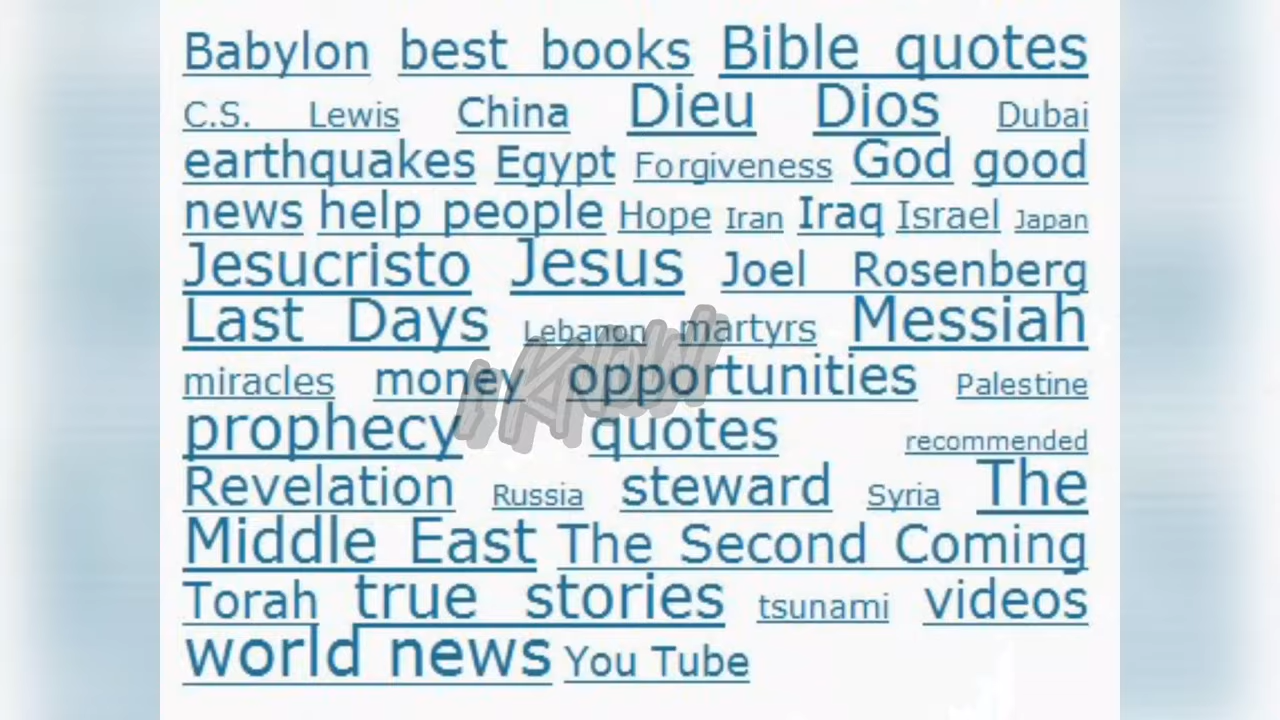 Babylon best books Bible quotes
C.S. Lewis China Dieu Dios Dubai
earthquakes Egypt Forgiveness God good
news help people Hope Iran Iraq Israel Japan
Jesucristo Jesus Joel Rosenberg
Last Days Lebanon martyrs Messiah
miracles money opportunities Palestine
prophecy quotes recommended
Revelation Russia steward Syria The
Middle East The Second Coming
Torah true stories tsunami videos
world news You Tube